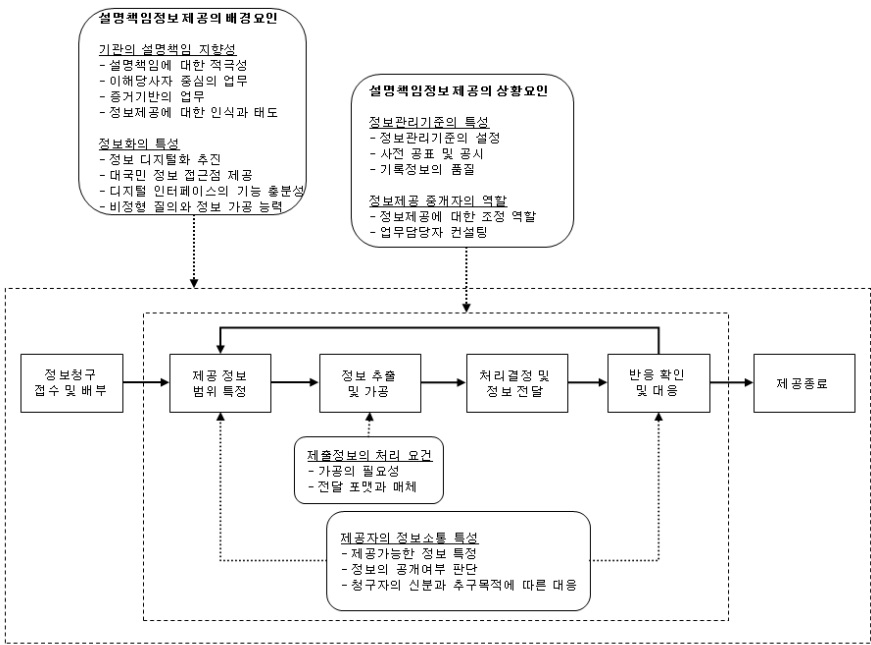 설명책임정보 제공의 배경요인
기관의 설명책임 지향성
- 설명책임에 대한 적극성
- 이해당사자 중심의 업무
- 증거기반의 업무
- 정보제공에 대한 인식과 태도
정보화의 특성
- 정보 디지털화 추진
- 대국민 정보 접근점 제공
- 디지털 인터페이스의 기능 충분성
- 비정형 질의와 정보 가공 능력
설명책임정보 제공의 상황요인
정보관리기준의 특성
- 정보관리기준의 설정
- 사전 공표 및 공시
- 기록정보의 품질
정보제공 중개자의 역할
- 정보제공에 대한 조정 역할
- 업무담당자 컨설팅
정보청구
접수 및 배부
제공 정보
범위 특정
정보 추출
및 가공
처리결정 및
정보 전달
반응 확인
및 대응
제공종료
제출정보의 처리 요건
- 가공의 필요성
- 전달 포맷과 매체
제공자의 정보소통 특성
- 제공가능한 정보 특정
- 정보의 공개여부 판단
- 청구자의 신분과 추구목적에 따른 대응